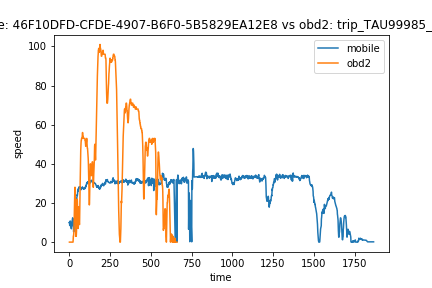 e: 46F10DFD-CFDE-4907-B6F0-5B5829EA12E8 vs obd2: trip_TAU99985_
mobile
obd2
speed
100
80
60
40
20
0
0 250 500 750 1000 1250 1500 1750
time